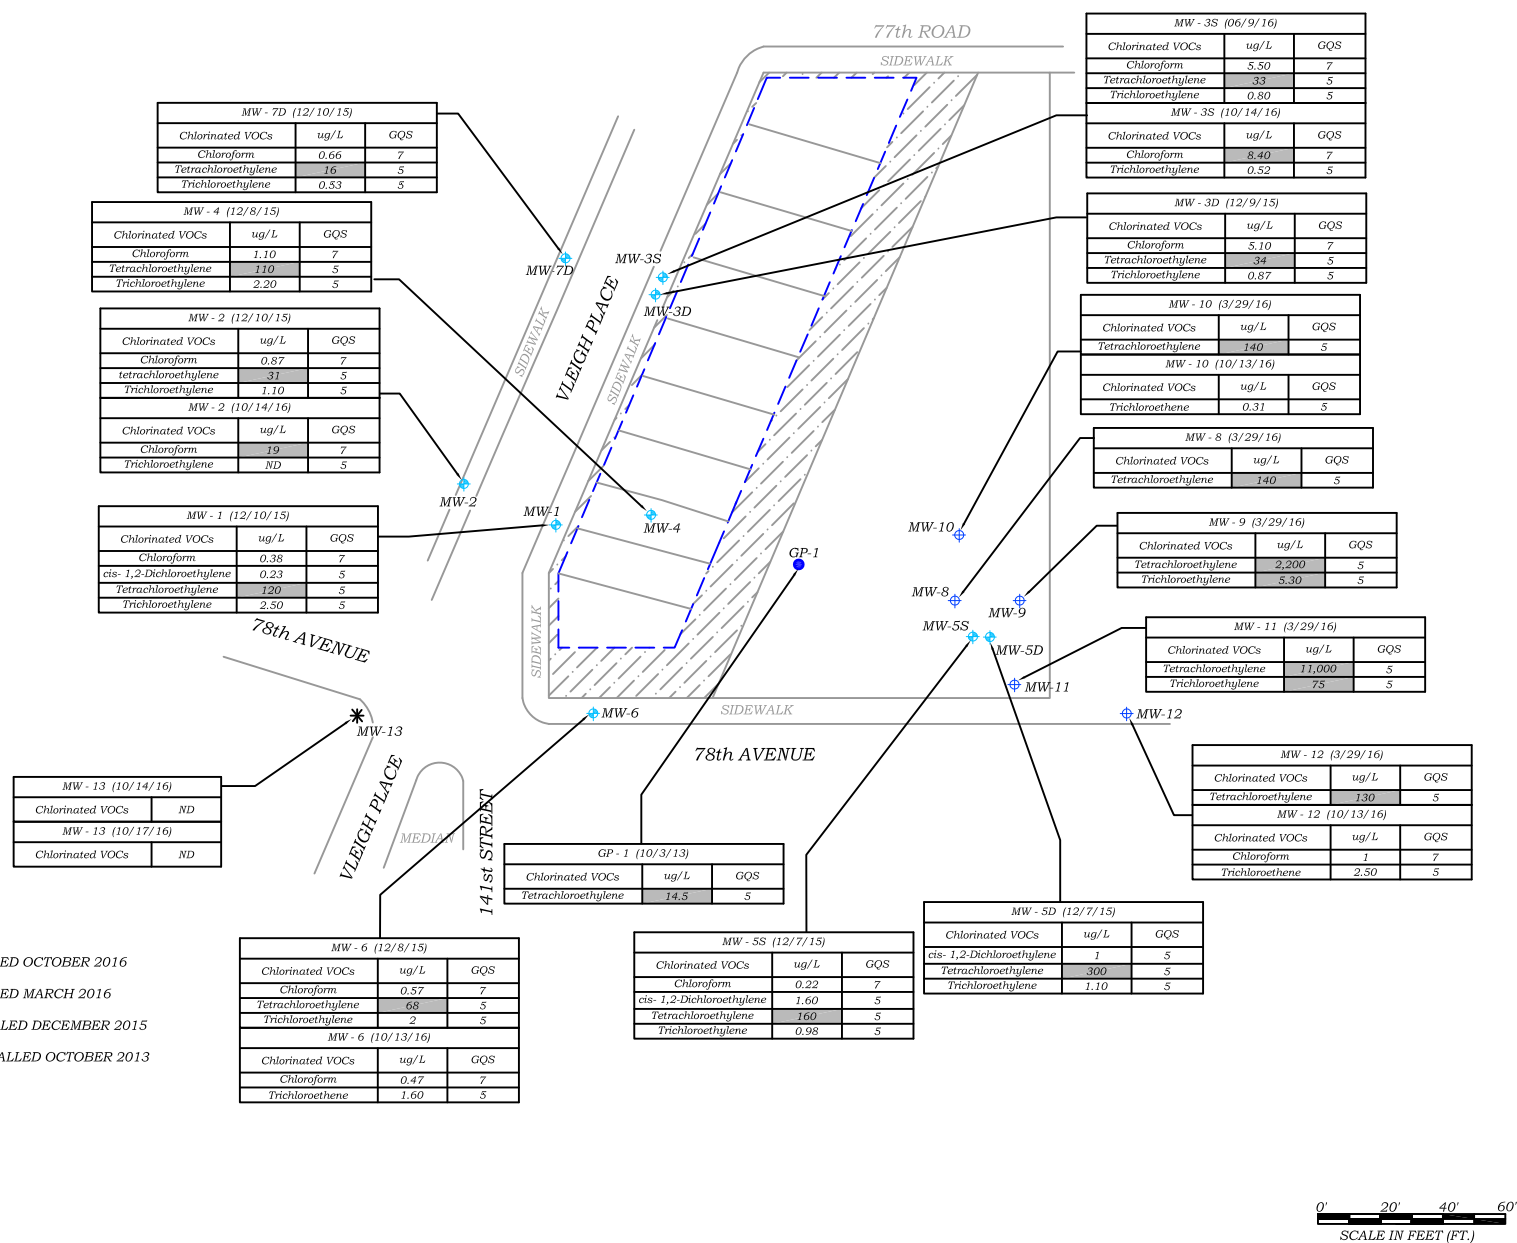 77th ROAD
SIDEWALK
MW - 3S (06/9/16)
Chlorinated VOCs ug/L GQS
Chloroform 5.50 7
Tetrachloroethylene 33 5
Trichloroethylene 0.80 5
MW - 3S (10/14/16)
Chlorinated VOCs ug/L GQS
Chloroform 8.40 7
Trichloroethylene 0.52 5
MW - 7D (12/10/15)
Chlorinated VOCs ug/L GQS
Chloroform 0.66 7
Tetrachloroethylene 16 5
Trichloroethylene 0.53 5
MW - 4 (12/8/15)
Chlorinated VOCs ug/L GQS
Chloroform 1.10 7
Tetrachloroethylene 110 5
Trichloroethylene 2.20 5
MW - 3D (12/9/15)
Chlorinated VOCs ug/L GQS
Chloroform 5.10 7
Tetrachloroethylene 34 5
Trichloroethylene 0.87 5
MW-7D
MW-3S
MW-3D
SIDEWALK
VLEIGH PLACE
SIDEWALK
MW - 2 (12/10/15)
Chlorinated VOCs ug/L GQS
Chloroform 0.87 7
tetrachloroethylene 31 5
Trichloroethylene 1.10 5
MW - 2 (10/14/16)
Chlorinated VOCs ug/L GQS
Chloroform 19 7
Trichloroethylene ND 5
MW - 10 (3/29/16)
Chlorinated VOCs ug/L GQS
Tetrachloroethylene 140 5
MW - 10 (10/13/16)
Chlorinated VOCs ug/L GQS
Trichloroethene 0.31 5
MW - 8 (3/29/16)
Chlorinated VOCs ug/L GQS
Tetrachloroethylene 140 5
MW-2
MW-1
MW-4
MW-10
GP-1
MW - 1 (12/10/15)
Chlorinated VOCs ug/L GQS
Chloroform 0.38 7
cis- 1,2-Dichloroethylene 0.23 5
Tetrachloroethylene 120 5
Trichloroethylene 2.50 5
MW - 9 (3/29/16)
Chlorinated VOCs ug/L GQS
Tetrachloroethylene 2,200 5
Trichloroethylene 5.30 5
MW-8
MW-9
MW-5S
MW-5D
78th AVENUE
SIDEWALK
MW - 11 (3/29/16)
Chlorinated VOCs ug/L GQS
Tetrachloroethylene 11,000 5
Trichloroethylene 75 5
MW-11
MW-6
SIDEWALK
MW-12
MW-13
78th AVENUE
MW - 12 (3/29/16)
Chlorinated VOCs ug/L GQS
Tetrachloroethylene 130 5
MW - 12 (10/13/16)
Chlorinated VOCs ug/L GQS
Chloroform 1 7
Trichloroethene 2.50 5
MW - 13 (10/14/16)
Chlorinated VOCs ND
MW - 13 (10/17/16)
Chlorinated VOCs ND
VLEIGH PLACE
MEDIAN
141st STREET
GP - 1 (10/3/13)
Chlorinated VOCs ug/L GQS
Tetrachloroethylene 14.5 5
MW - 5D (12/7/15)
Chlorinated VOCs ug/L GQS
cis- 1,2-Dichloroethylene 1 5
Tetrachloroethylene 300 5
Trichloroethylene 1.10 5
MW - 5S (12/7/15)
Chlorinated VOCs ug/L GQS
Chloroform 0.22 7
cis- 1,2-Dichloroethylene 1.60 5
Tetrachloroethylene 160 5
Trichloroethylene 0.98 5
MW - 6 (12/8/15)
Chlorinated VOCs ug/L GQS
Chloroform 0.57 7
Tetrachloroethylene 68 5
Trichloroethylene 2 5
MW - 6 (10/13/16)
Chlorinated VOCs ug/L GQS
Chloroform 0.47 7
Trichloroethene 1.60 5
ED OCTOBER 2016
ED MARCH 2016
LED DECEMBER 2015
ALLED OCTOBER 2013
0' 20' 40' 60'
SCALE IN FEET (FT.)